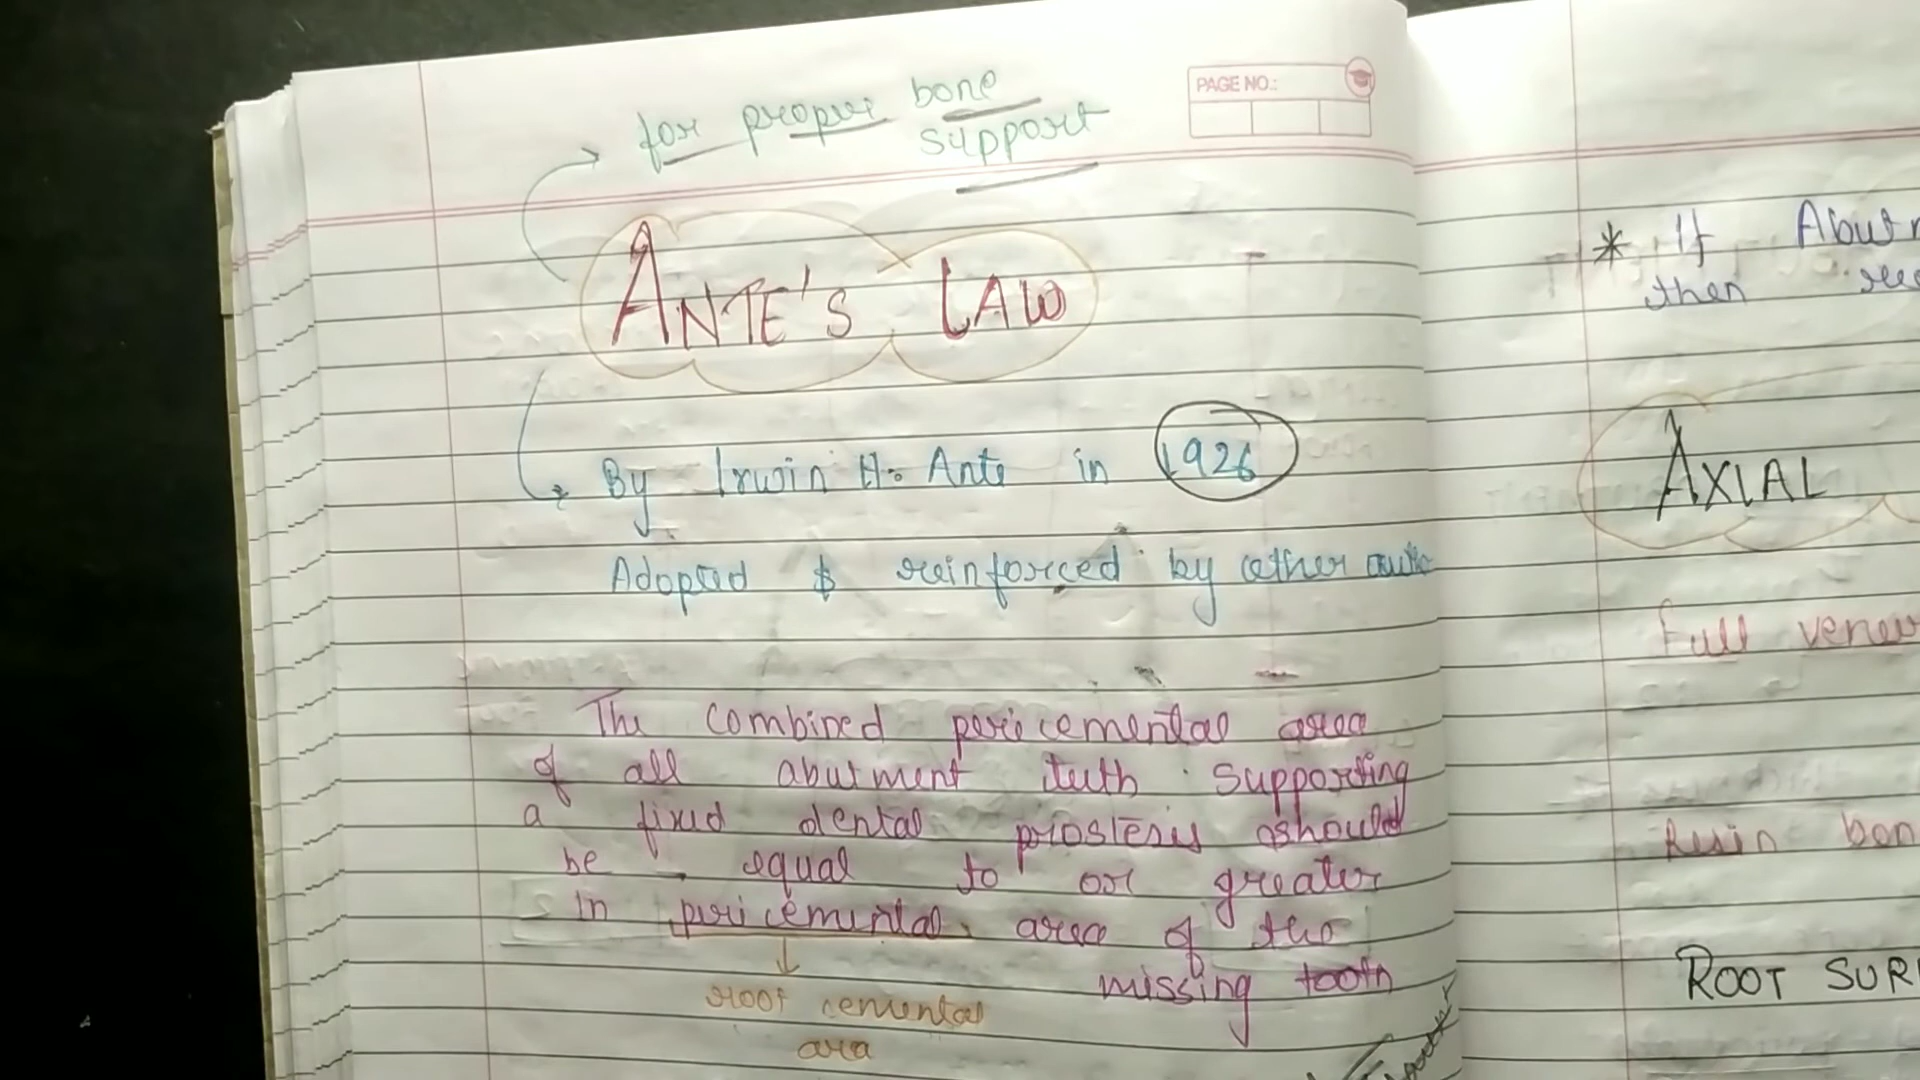 for proper bone
support
PAGE NO.:
ANTE'S LAW
By Irwin H. Ante in 1926
Adopted & reinforced by other
The combined pericemental area
of all abutment teeth supporting
a fixed dental prosthesis should
be equal to or greater
in pericemental area of the
missing tooth
root cemental
area
* If
then
AXIAL
Full
Resin
ROOT